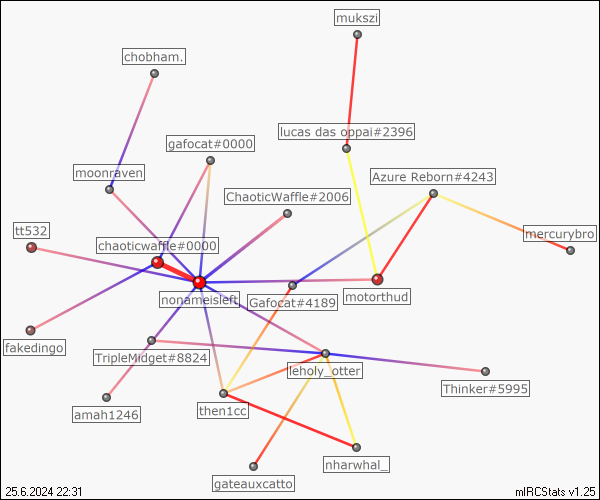 mukszi
chobham.
lucas das oppai#2396
gafocat#0000
moonraven
Azure Reborn#4243
ChaoticWaffle#2006
tt532
mercurybro
chaoticwaffle#0000
nonameisleft
Gafocat#4189
motorthud
fakedingo
TripleMidget#8824
leholy_otter
Thinker#5995
amah1246
then1cc
nharwhal_
gateauxcatto
25.6.2024 22:31
mIRCStats v1.25